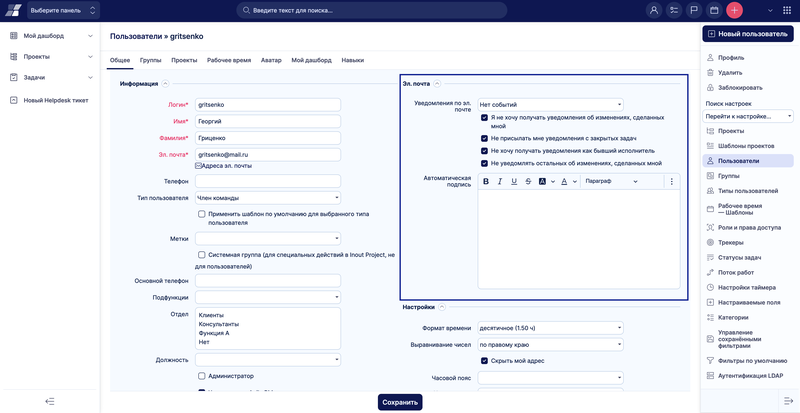 Выберите панель
Введите текст для поиска...
Мой дашборд
Проекты
Задачи
Новый Helpdesk тикет
Пользователи » gritsenko
Общее Группы Проекты Рабочее время Аватар Мой дашборд Навыки
Информация
Логин* gritsenko
Имя* Георгий
Фамилия* Гриценко
Эл. почта* gritsenko@mail.ru
Адреса эл. почты
Телефон
Тип пользователя Член команды
Применить шаблон по умолчанию для выбранного типа
пользователя
Метки
Системная группа (для специальных действий в Inout Project, не
для пользователей)
Основной телефон
Подфункции
Отдел
Клиенты
Консультанты
Функция А
Нет
Должность
Администратор
Эл. почта
Уведомления по эл.
почте
Нет событий
Я не хочу получать уведомления об изменениях, сделанных
мной
Не присылать мне уведомления с закрытых задач
Не хочу получать уведомления как бывший исполнитель
Не уведомлять остальных об изменениях, сделанных мной
Автоматическая
подпись
B I U S A A Параграф
Настройки
Формат времени десятичное (1.50 ч)
Выравнивание чисел по правому краю
Скрыть мой адрес
Часовой пояс
Сохранить
Новый пользователь
Профиль
Удалить
Заблокировать
Поиск настроек
Перейти к настройке...
Проекты
Шаблоны проектов
Пользователи
Группы
Типы пользователей
Рабочее время
— Шаблоны
Роли и права доступа
Трекеры
Статусы задач
Поток работ
Настройки таймера
Настраиваемые поля
Категории
Управление
сохранёнными
фильтрами
Фильтры по умолчанию
Аутентификация LDAP